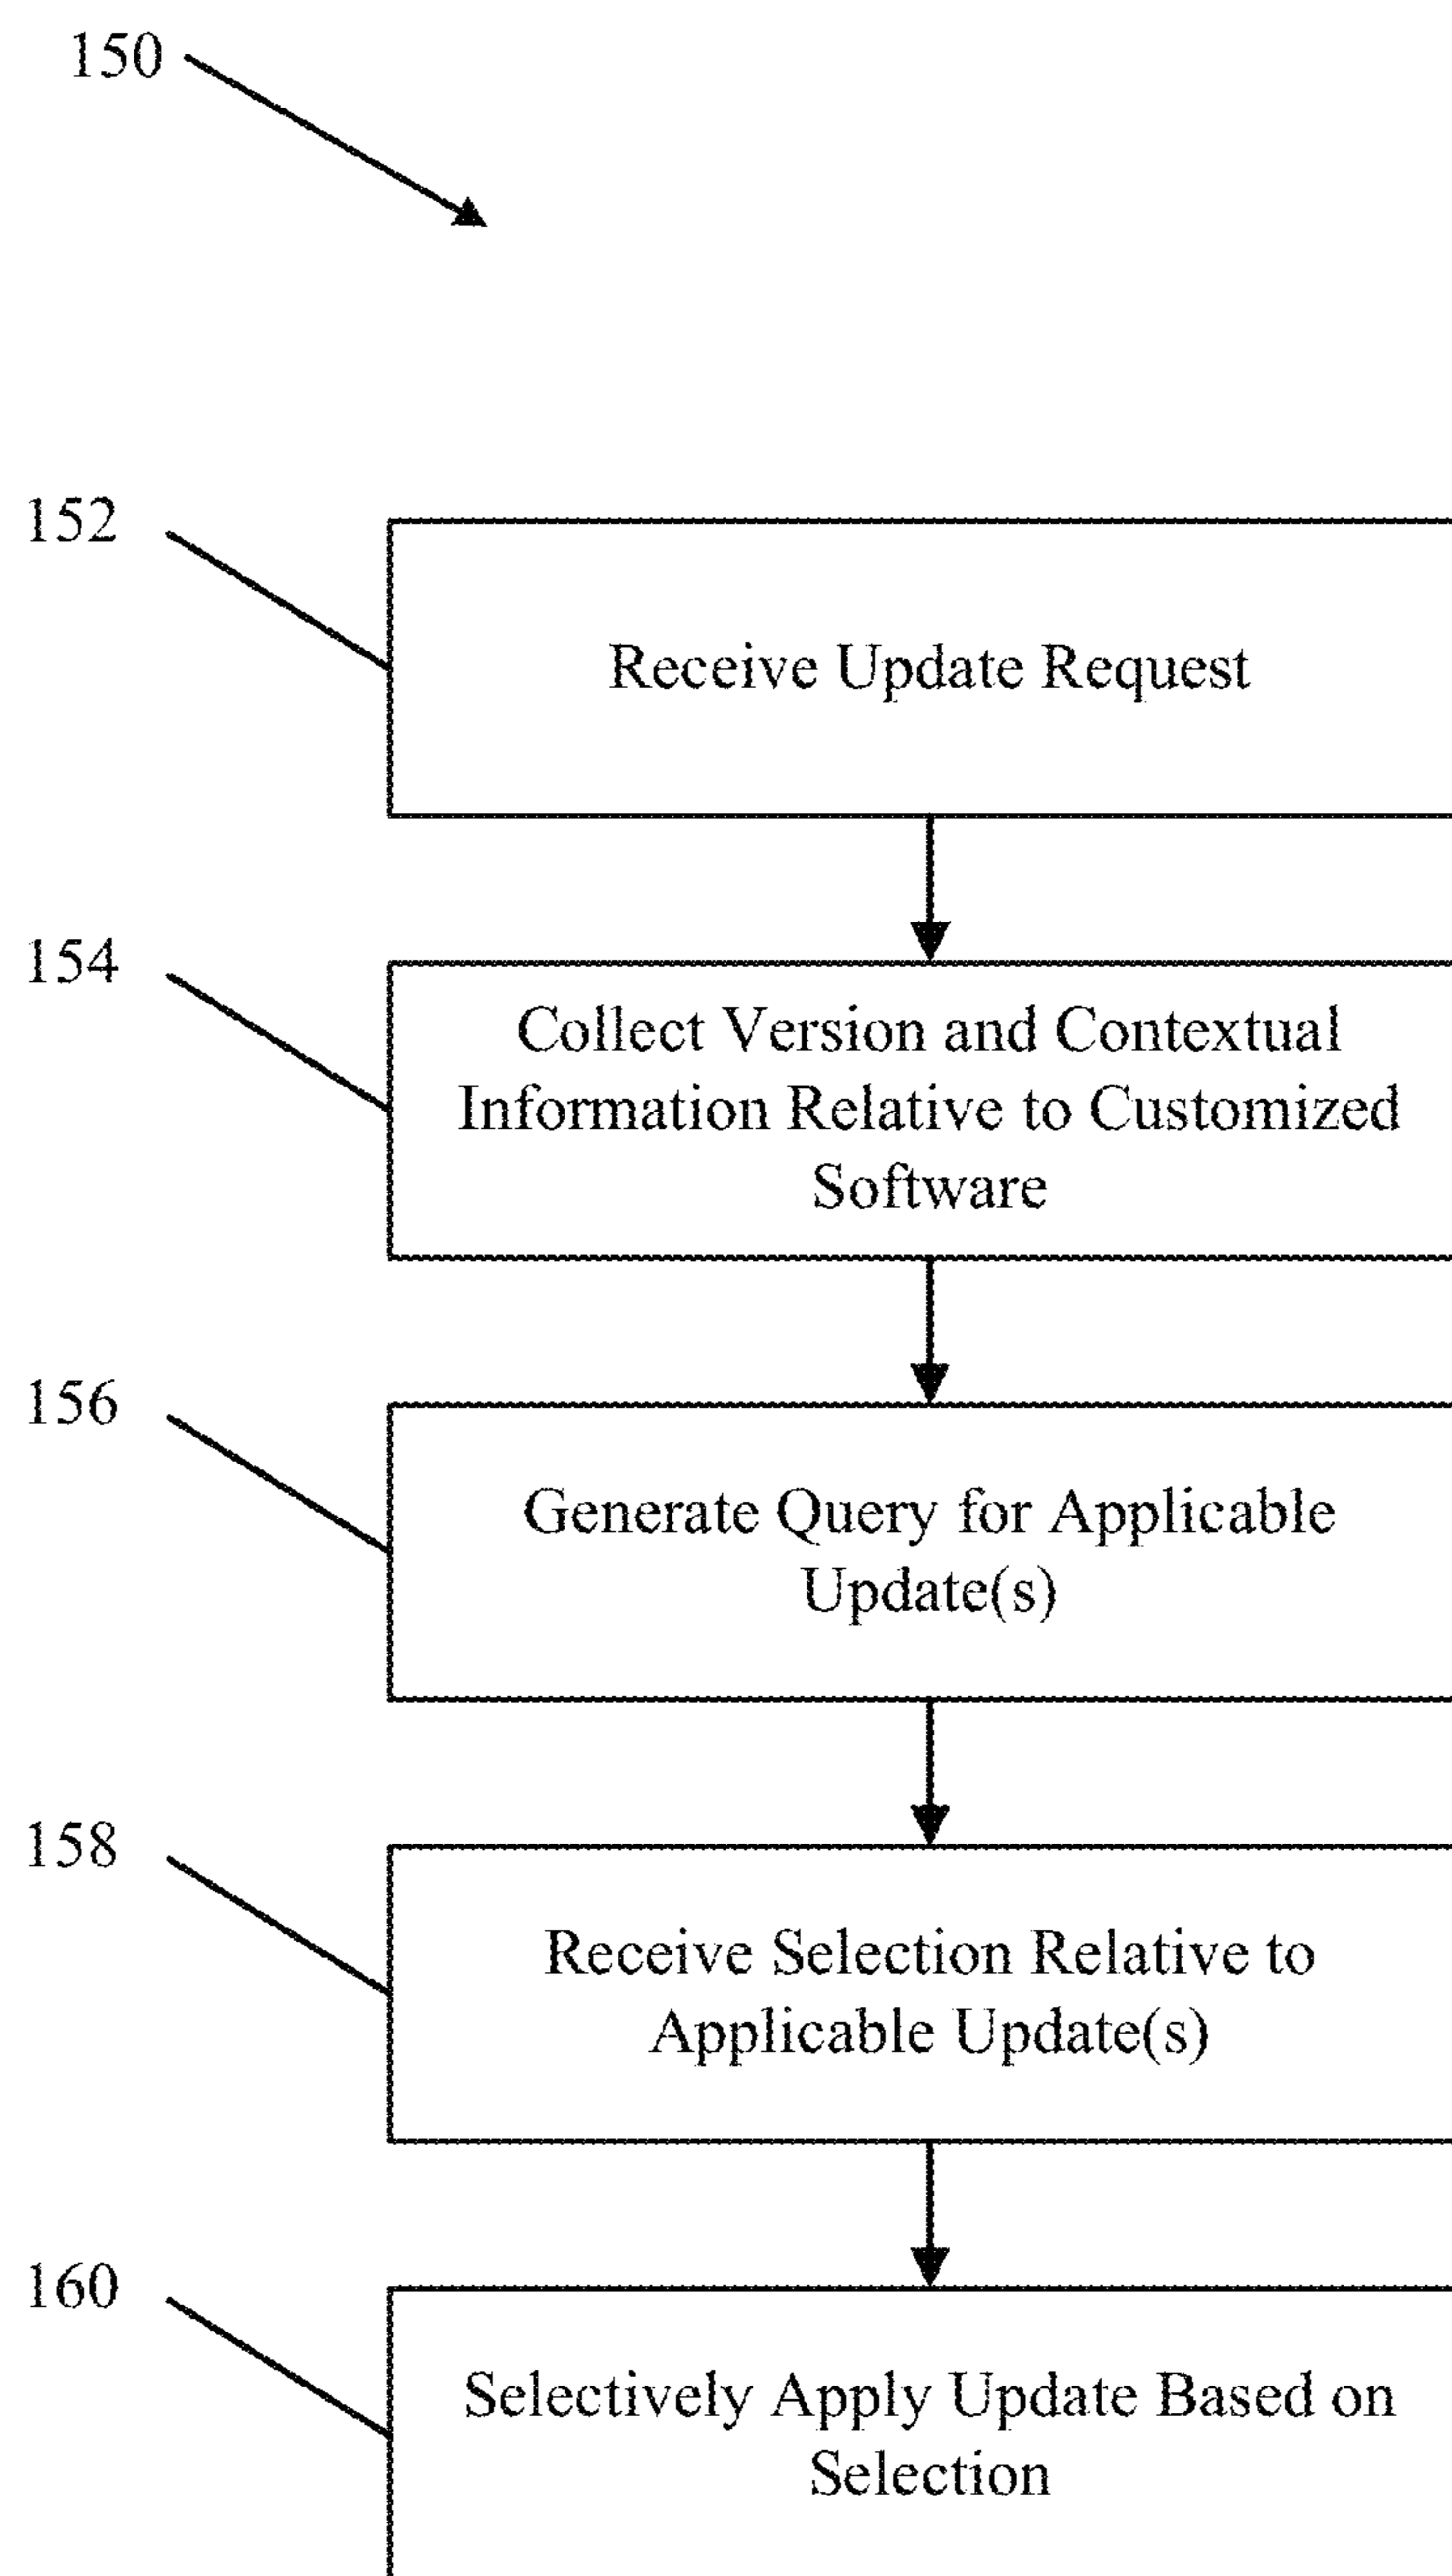 150
152
Receive Update Request
154
Collect Version and Contextual
Information Relative to Customized
Software
156
Generate Query for Applicable
Update(s)
158
Receive Selection Relative to
Applicable Update(s)
160
Selectively Apply Update Based on
Selection